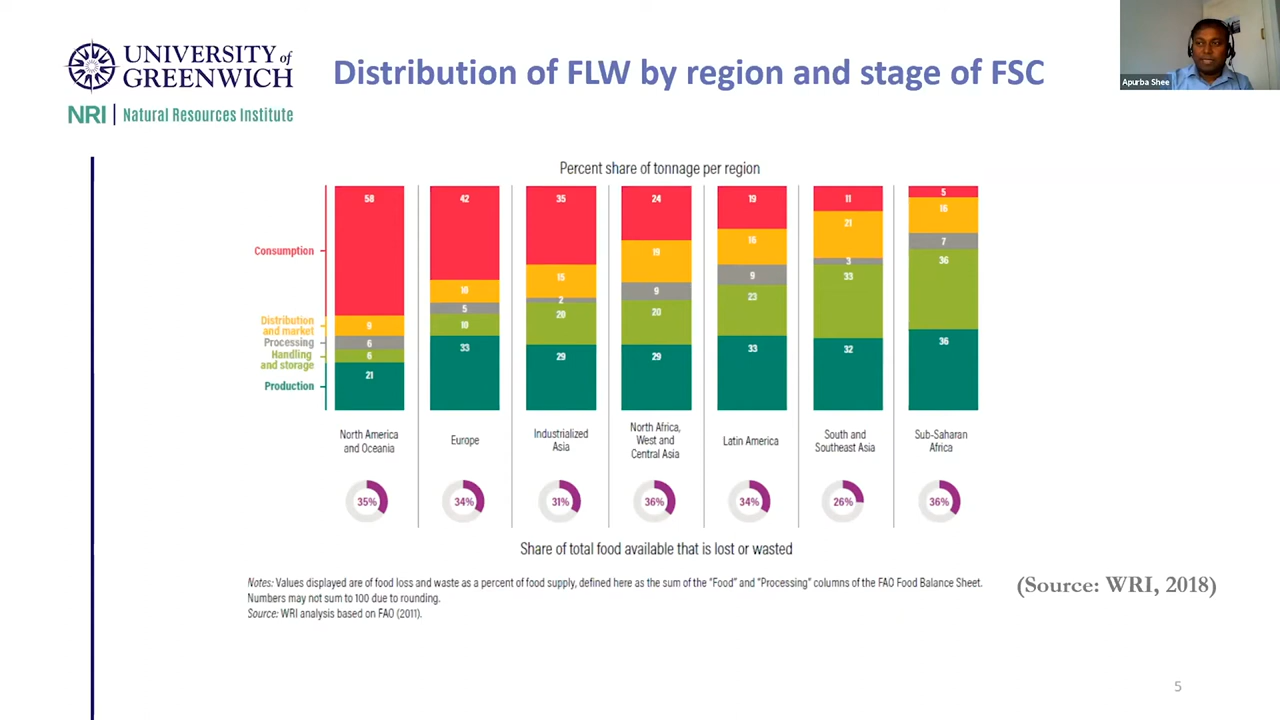 UNIVERSITY of
GREENWICH
NRI | Natural Resources Institute
Distribution of FLW by region and stage of FSC
Apurba Shee
Percent share of tonnage per region
Consumption
Distribution
and market
Processing
Handling
and storage
Production
58
9
6
6
21
42
10
5
10
33
35
15
2
20
29
24
19
9
20
29
19
16
9
23
33
11
21
3
33
32
5
16
7
36
36
North America
and Oceania
Europe
Industrialized
Asia
North Africa,
West and
Central Asia
Latin America
South and
Southeast Asia
Sub-Saharan
Africa
35%
34%
31%
36%
34%
26%
36%
Share of total food available that is lost or wasted
Notes: Values displayed are of food loss and waste as a percent of food supply, defined here as the sum of the "Food" and "Processing" columns of the FAO Food Balance Sheet.
Numbers may not sum to 100 due to rounding.
Source: WRI analysis based on FAO (2011).
(Source: WRI, 2018)
5